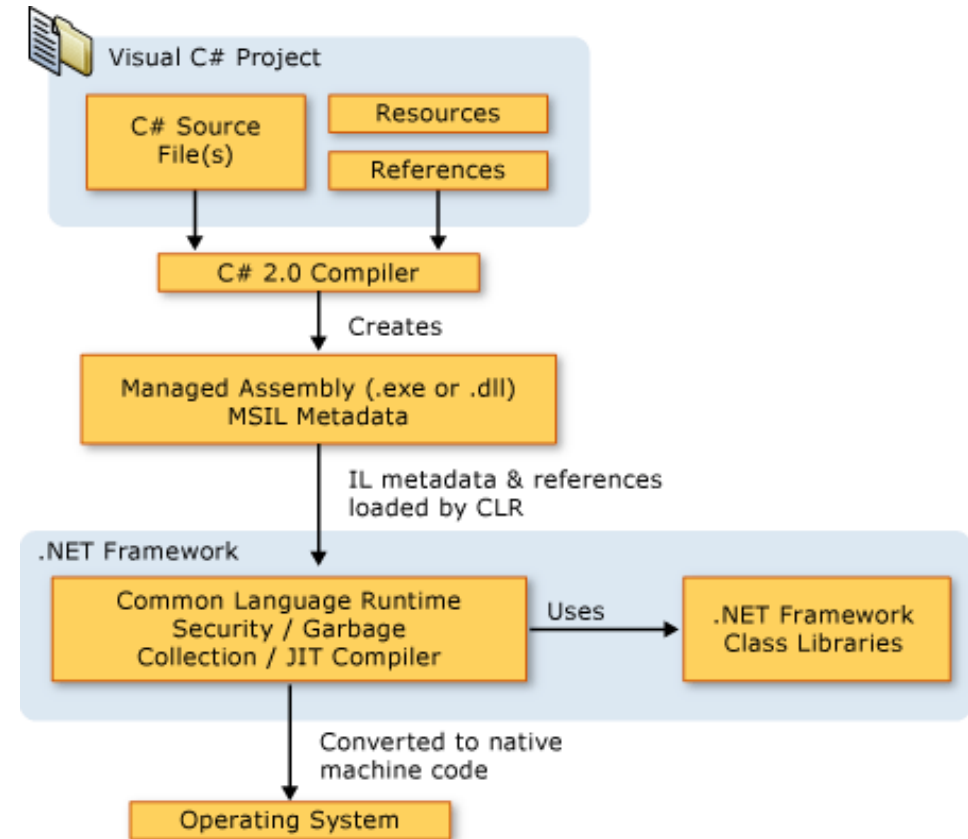 Visual C# Project
C# Source
File(s)
Resources
References
C# 2.0 Compiler
Creates
Managed Assembly (.exe or .dll)
MSIL Metadata
IL metadata & references
loaded by CLR
.NET Framework
Common Language Runtime
Security / Garbage
Collection / JIT Compiler
Uses
.NET Framework
Class Libraries
Converted to native
machine code
Operating System